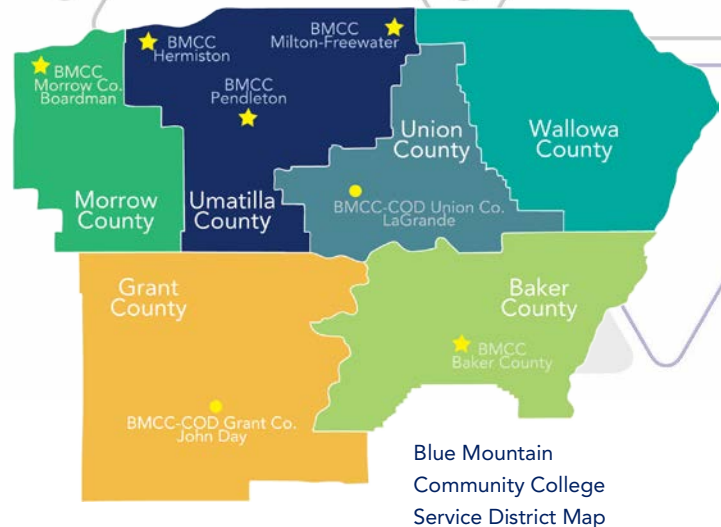 BMCC
Milton-Freewater
BMCC
Hermiston
BMCC
Morrow Co.
Boardman
BMCC
Pendleton
Union
County
Wallowa
County
Morrow
County
Umatilla
County
BMCC-COD Union Co.
LaGrande
Grant
County
Baker
County
BMCC
Baker County
BMCC-COD Grant Co.
John Day
Blue Mountain
Community College
Service District Map